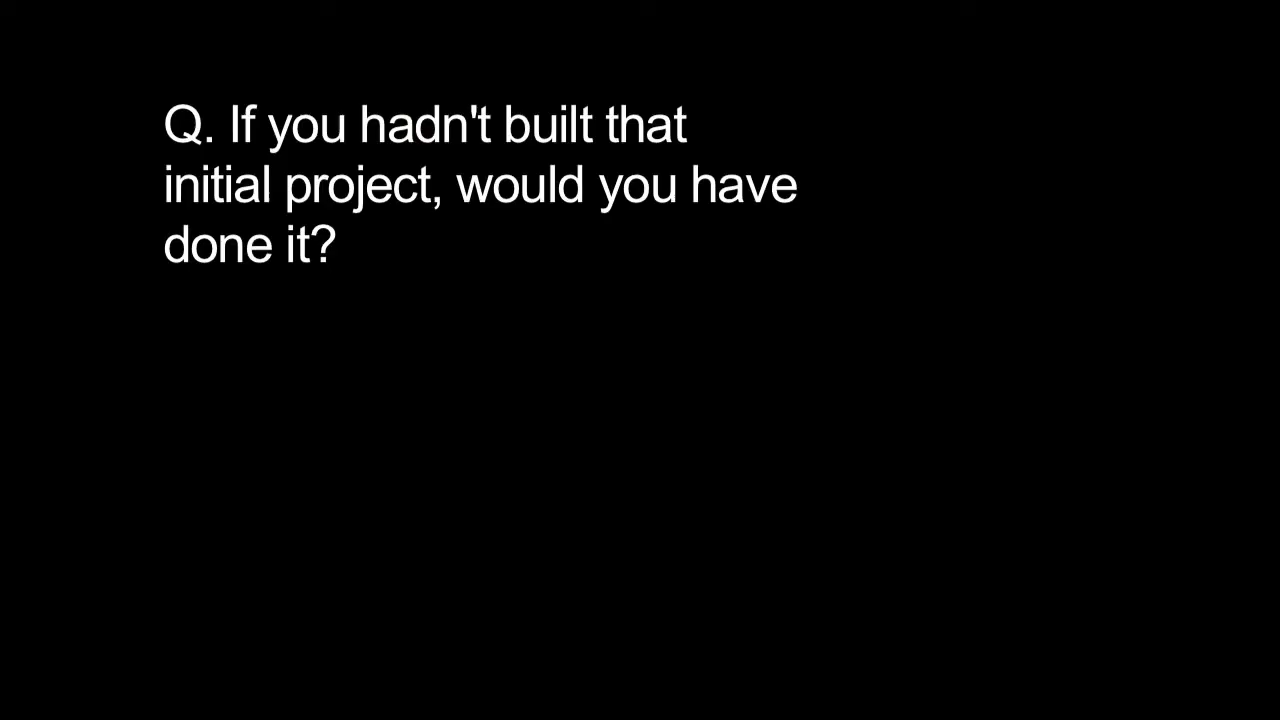 Q. If you hadn't built that
initial project, would you have
done it?